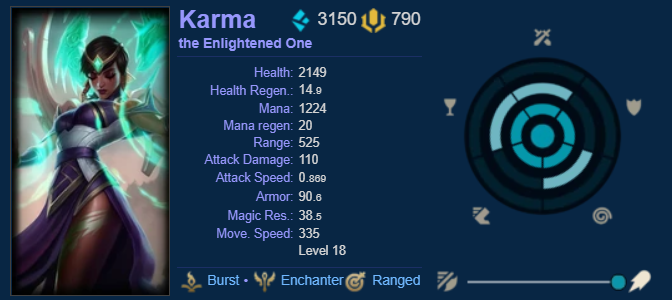 Karma 3150 790
the Enlightened One
Health: 2149
Health Regen.: 14.9
Mana: 1224
Mana regen: 20
Range: 525
Attack Damage: 110
Attack Speed: 0.869
Armor: 90.6
Magic Res.: 38.5
Move. Speed: 335
Level 18
Burst • Enchanter Ranged